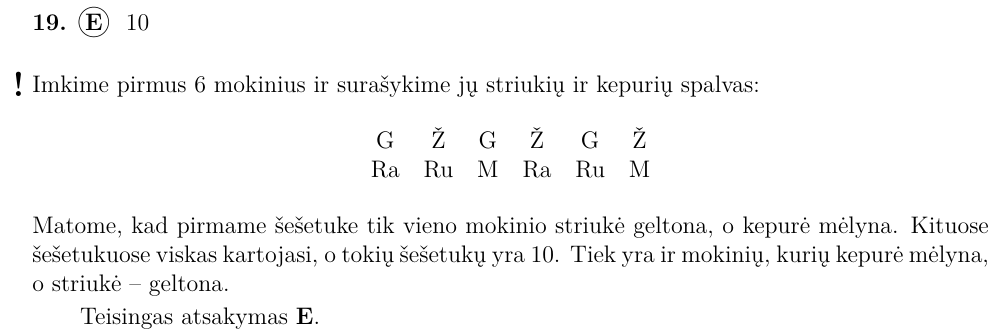 19. E 10
! Imkime pirmus 6 mokinius ir surašykime jų striukių ir kepurių spalvas:
G Ž G Ž G Ž
Ra Ru M Ra Ru M
Matome, kad pirmame šešetuke tik vieno mokinio striukė geltona, o kepurė mėlyna. Kituose
šešetukuose viskas kartojasi, o tokių šešetukų yra 10. Tiek yra ir mokinių, kurių kepurė mėlyna,
o striukė – geltona.
Teisingas atsakymas E.